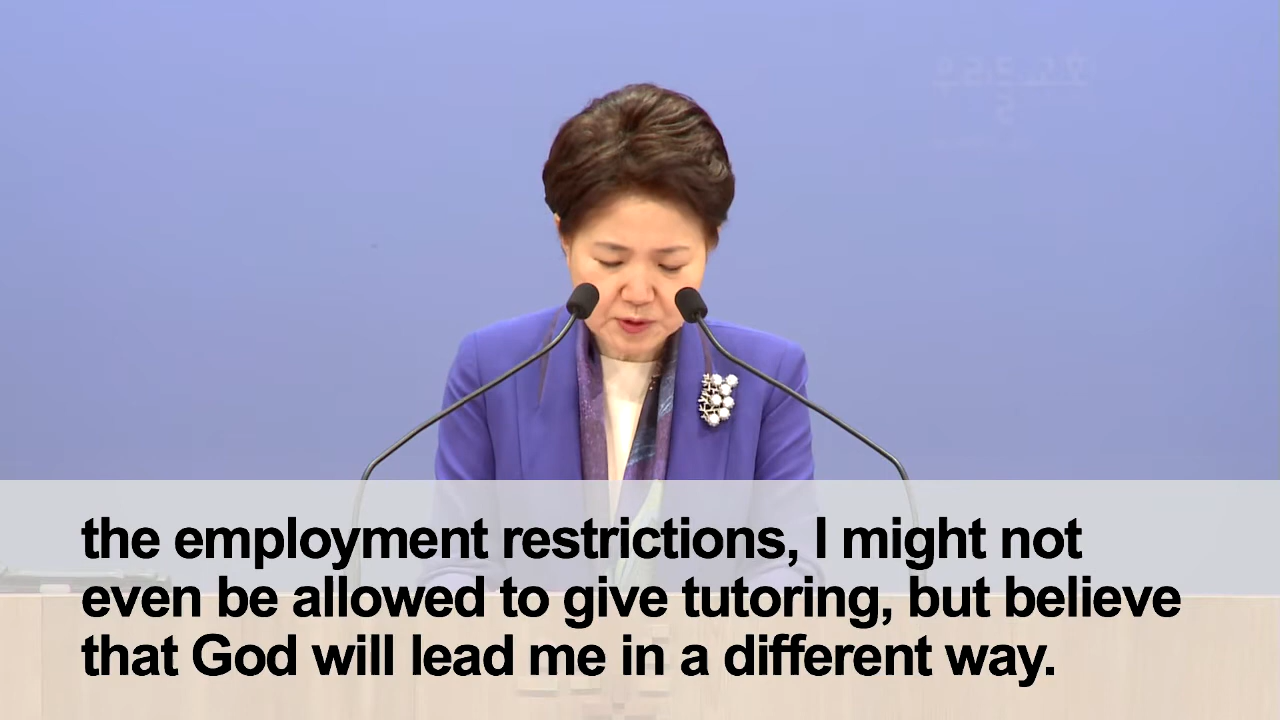 the employment restrictions, I might not
even be allowed to give tutoring, but believe
that God will lead me in a different way.